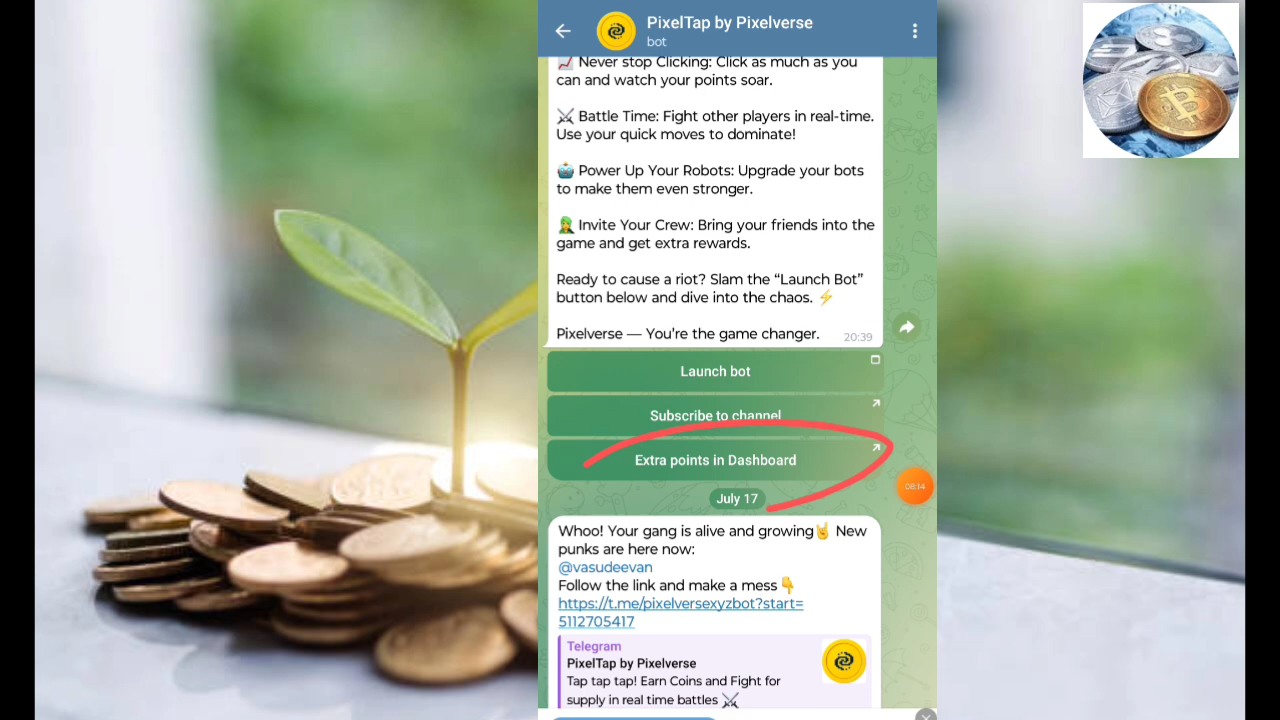 PixelTap by Pixelverse
bot
📈 Never stop Clicking: Click as much as you
can and watch your points soar.
⚔ Battle Time: Fight other players in real-time.
Use your quick moves to dominate!
🤖 Power Up Your Robots: Upgrade your bots
to make them even stronger.
🧟 Invite Your Crew: Bring your friends into the
game and get extra rewards.
Ready to cause a riot? Slam the “Launch Bot”
button below and dive into the chaos. ⚡
Pixelverse — You're the game changer.
20:39
Launch bot
Subscribe to channel
Extra points in Dashboard
08:14
July 17
Whoo! Your gang is alive and growing🤘 New
punks are here now:
@vasudeevan
Follow the link and make a mess👇
https://t.me/pixelversexyzbot?start=
5112705417
Telegram
PixelTap by Pixelverse
Tap tap tap! Earn Coins and Fight for
supply in real time battles ⚔